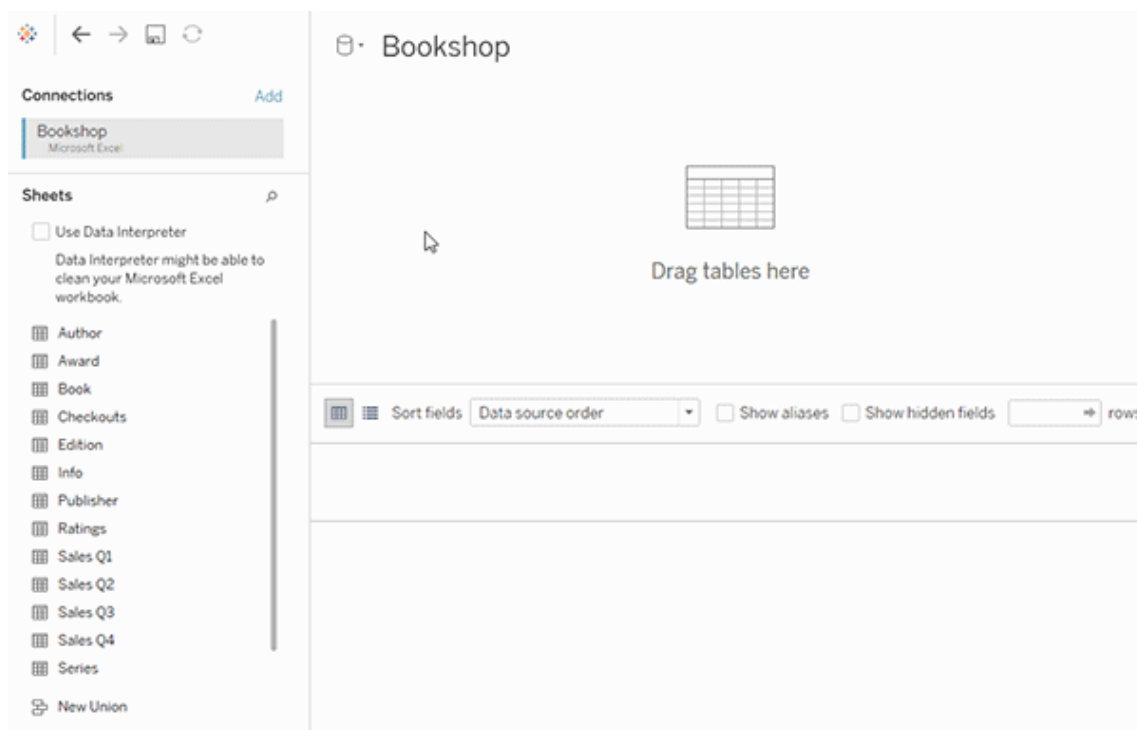 Bookshop
Connections
Add
Bookshop
Microsoft Excel
Sheets
Use Data Interpreter
Data Interpreter might be able to
clean your Microsoft Excel
workbook.
Author
Award
Book
Checkouts
Edition
Info
Publisher
Ratings
Sales Q1
Sales Q2
Sales Q3
Sales Q4
Series
New Union
Drag tables here
Sort fields Data source order Show aliases Show hidden fields rows